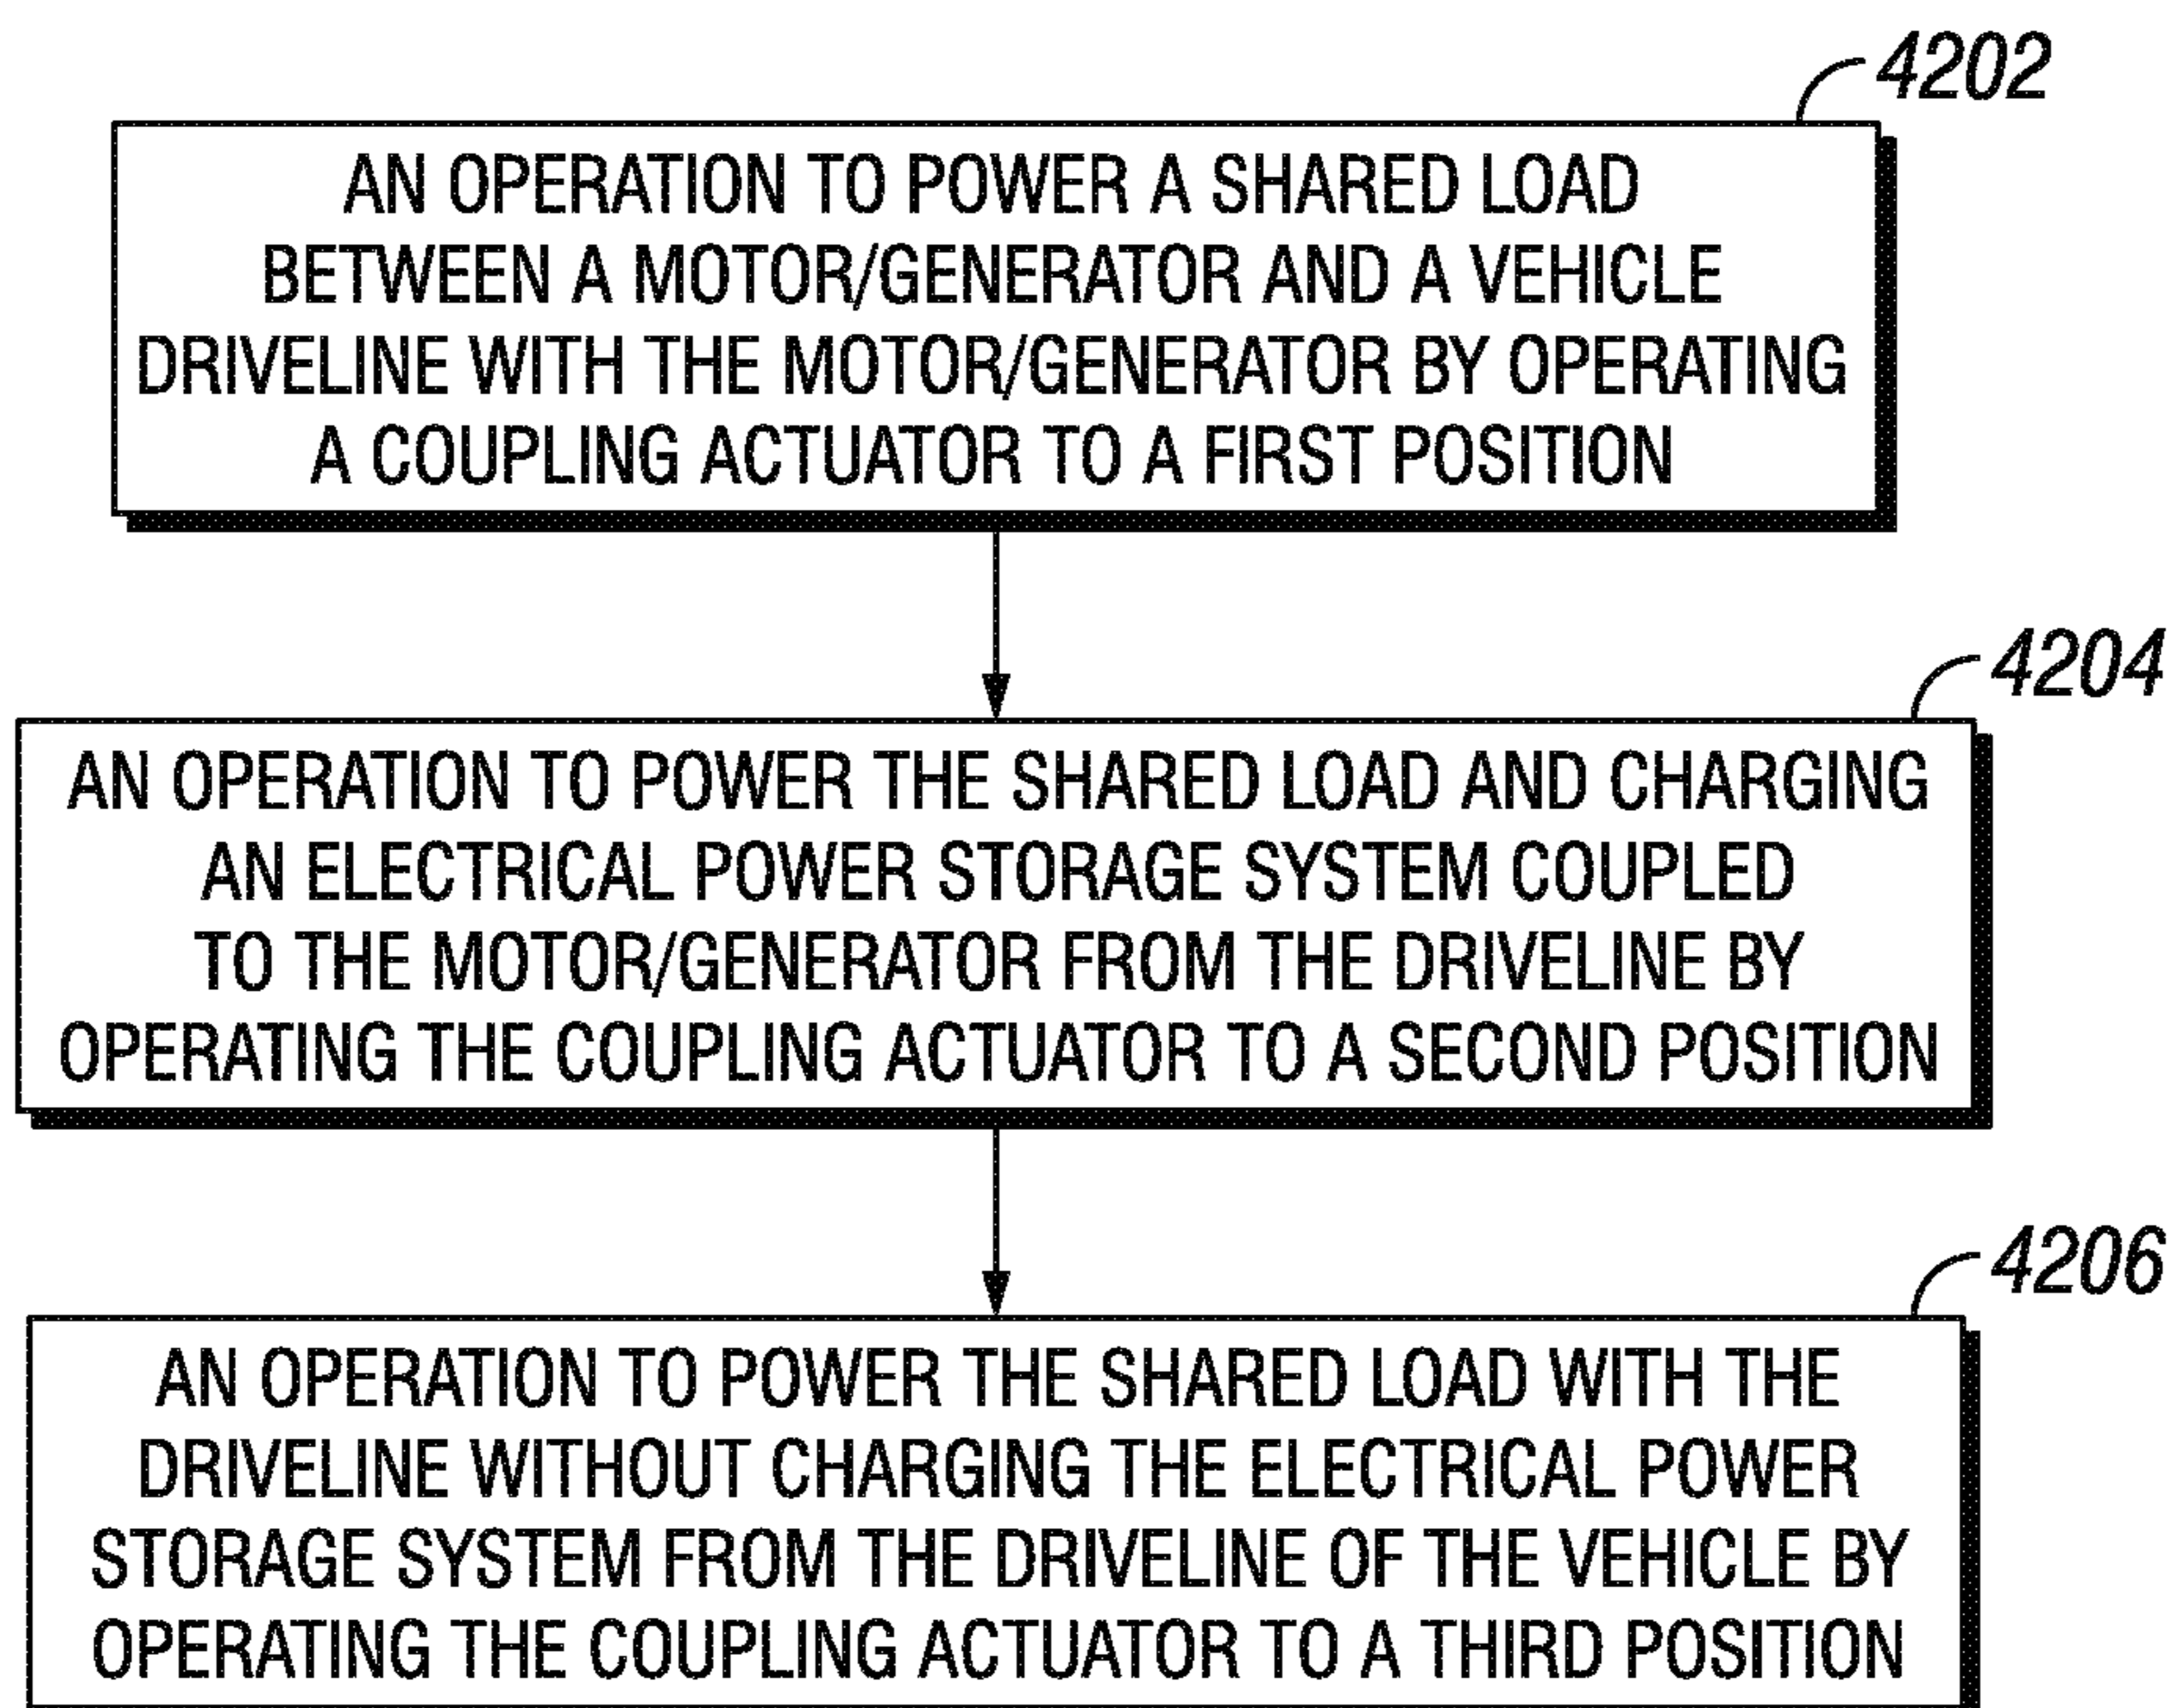 4202
AN OPERATION TO POWER A SHARED LOAD
BETWEEN A MOTOR/GENERATOR AND A VEHICLE
DRIVELINE WITH THE MOTOR/GENERATOR BY OPERATING
A COUPLING ACTUATOR TO A FIRST POSITION
4204
AN OPERATION TO POWER THE SHARED LOAD AND CHARGING
AN ELECTRICAL POWER STORAGE SYSTEM COUPLED
TO THE MOTOR/GENERATOR FROM THE DRIVELINE BY
OPERATING THE COUPLING ACTUATOR TO A SECOND POSITION
4206
AN OPERATION TO POWER THE SHARED LOAD WITH THE
DRIVELINE WITHOUT CHARGING THE ELECTRICAL POWER
STORAGE SYSTEM FROM THE DRIVELINE OF THE VEHICLE BY
OPERATING THE COUPLING ACTUATOR TO A THIRD POSITION